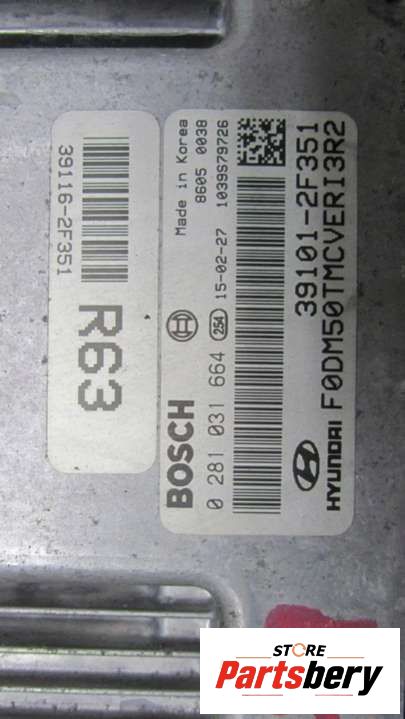 39116-2F351
R63
Made in Korea
8605 0038
15-02-27 1039S79726
254
BOSCH
0 281 031 664
39101-2F351
HYUNDAI F0DM50TMCVERI3R2
STORE
Partsbery